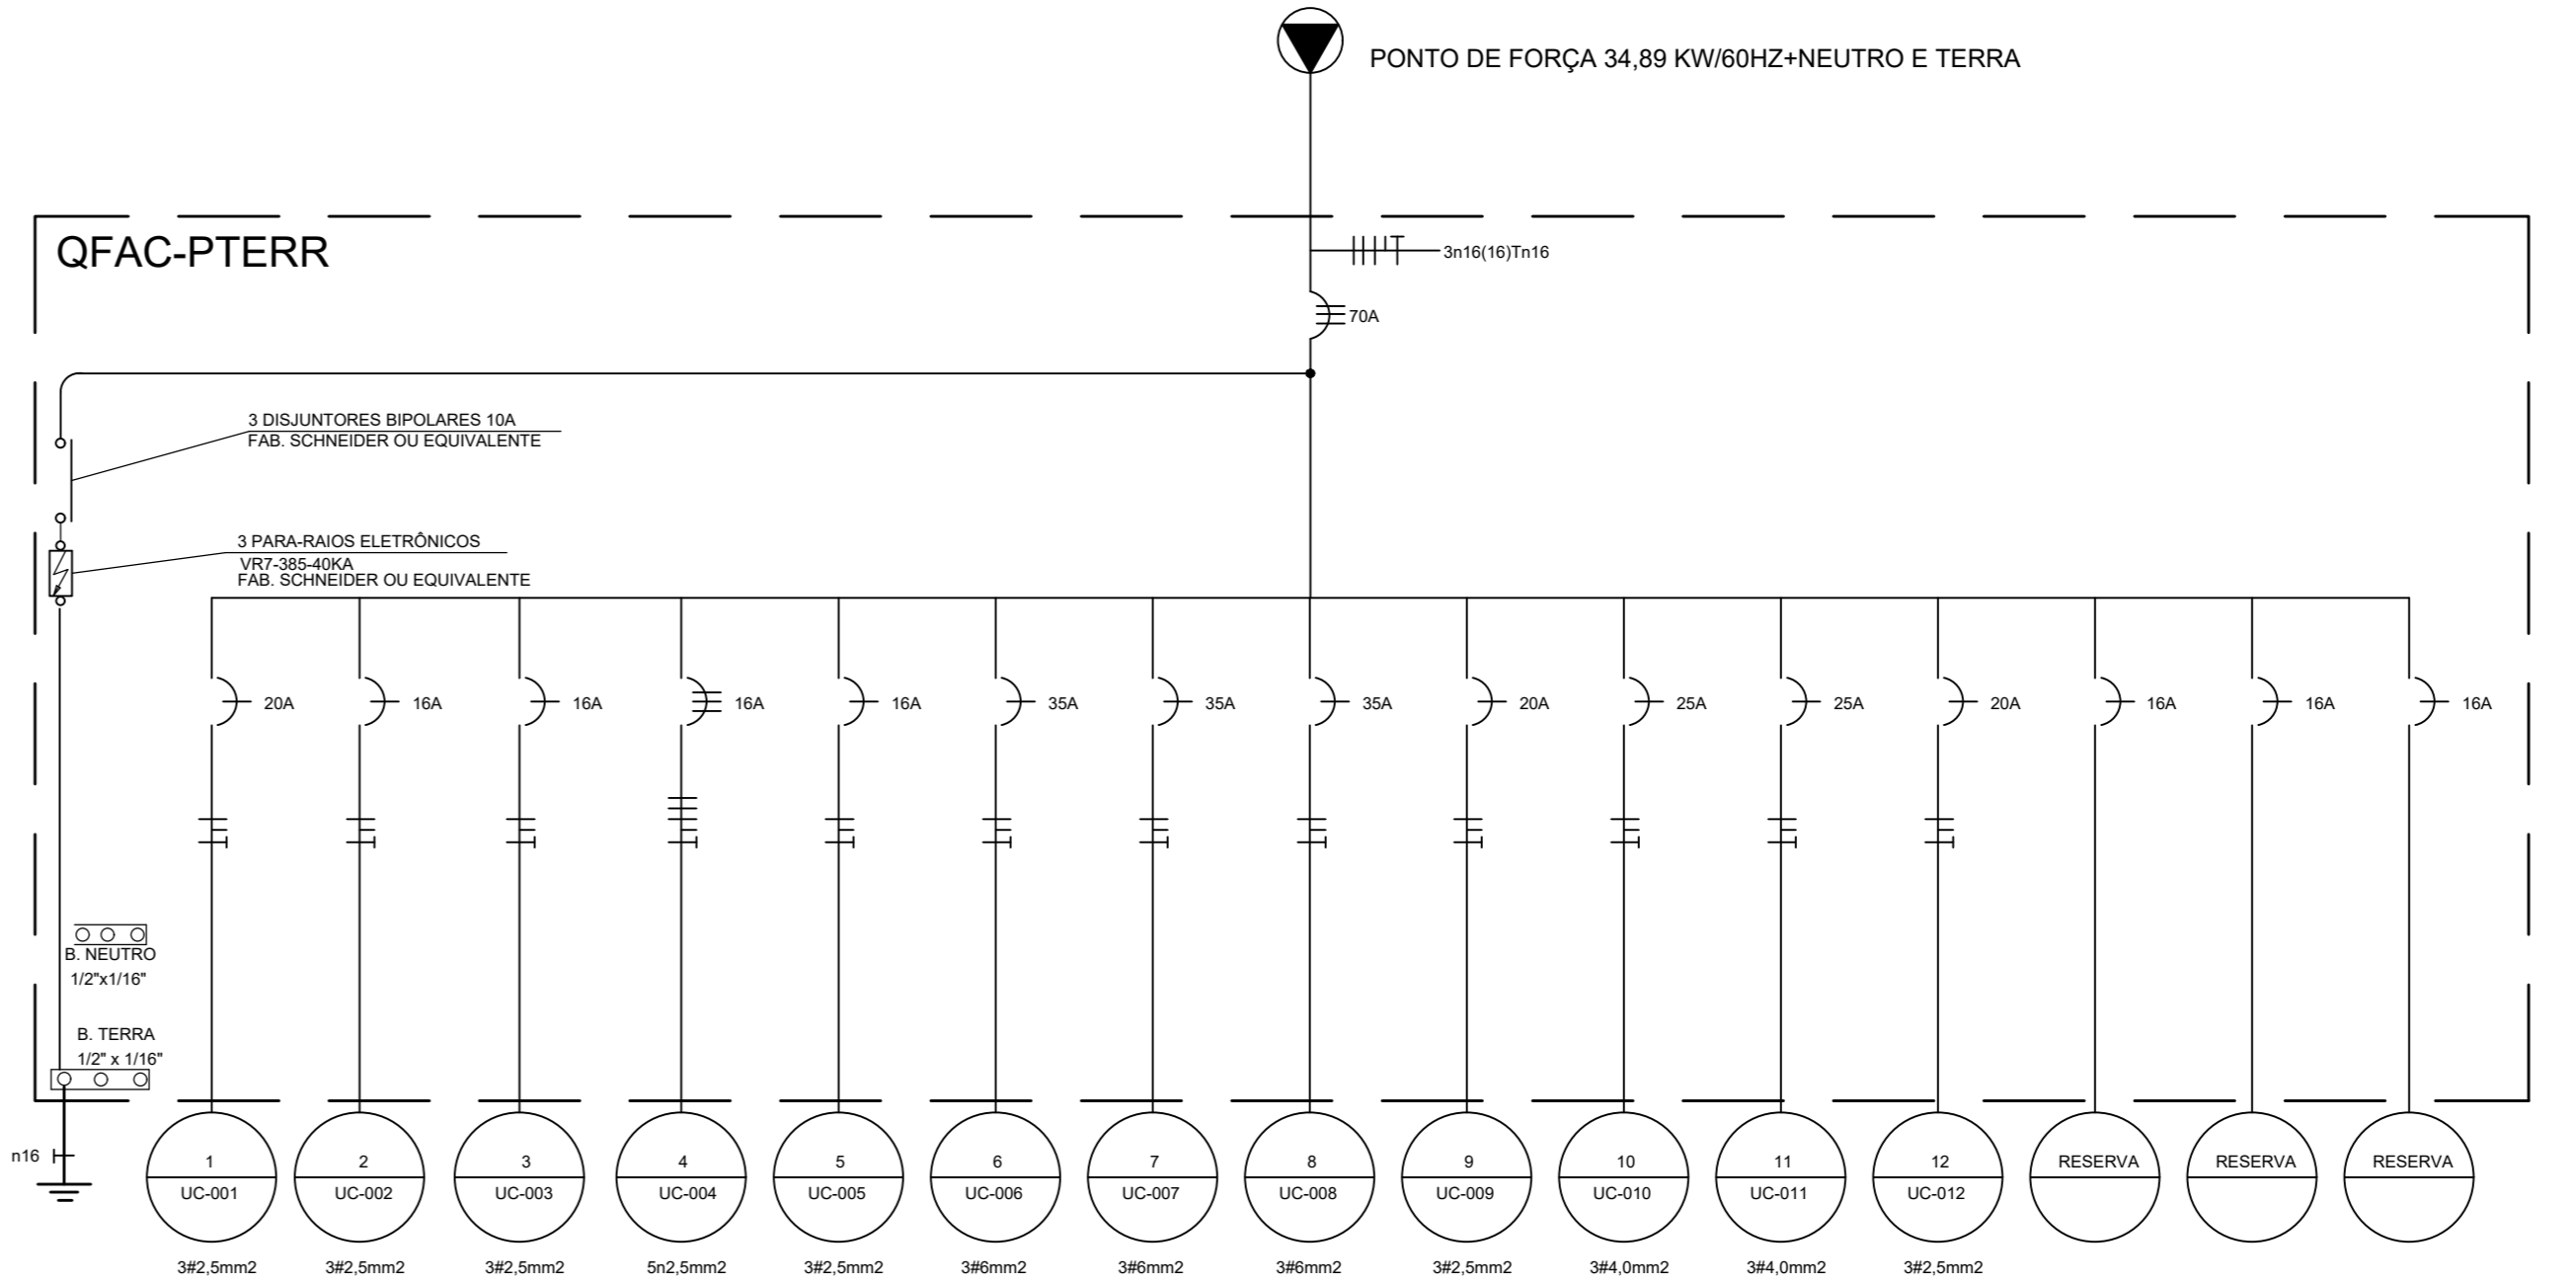 PONTO DE FORÇA 34,89 KW/60HZ+NEUTRO E TERRA
QFAC-PTERR
3n16(16)Tn16
70A
3 DISJUNTORES BIPOLARES 10A
FAB. SCHNEIDER OU EQUIVALENTE
3 PARA-RAIOS ELETRÔNICOS
VR7-385-40KA
FAB. SCHNEIDER OU EQUIVALENTE
20A 16A 16A 16A 16A 35A 35A 35A 20A 25A 25A 20A 16A 16A 16A
B. NEUTRO
1/2"x1/16"
B. TERRA
1/2" x 1/16"
n16
1 2 3 4 5 6 7 8 9 10 11 12 RESERVA RESERVA RESERVA
UC-001 UC-002 UC-003 UC-004 UC-005 UC-006 UC-007 UC-008 UC-009 UC-010 UC-011 UC-012
3#2,5mm2 3#2,5mm2 3#2,5mm2 5n2,5mm2 3#2,5mm2 3#6mm2 3#6mm2 3#6mm2 3#2,5mm2 3#4,0mm2 3#4,0mm2 3#2,5mm2